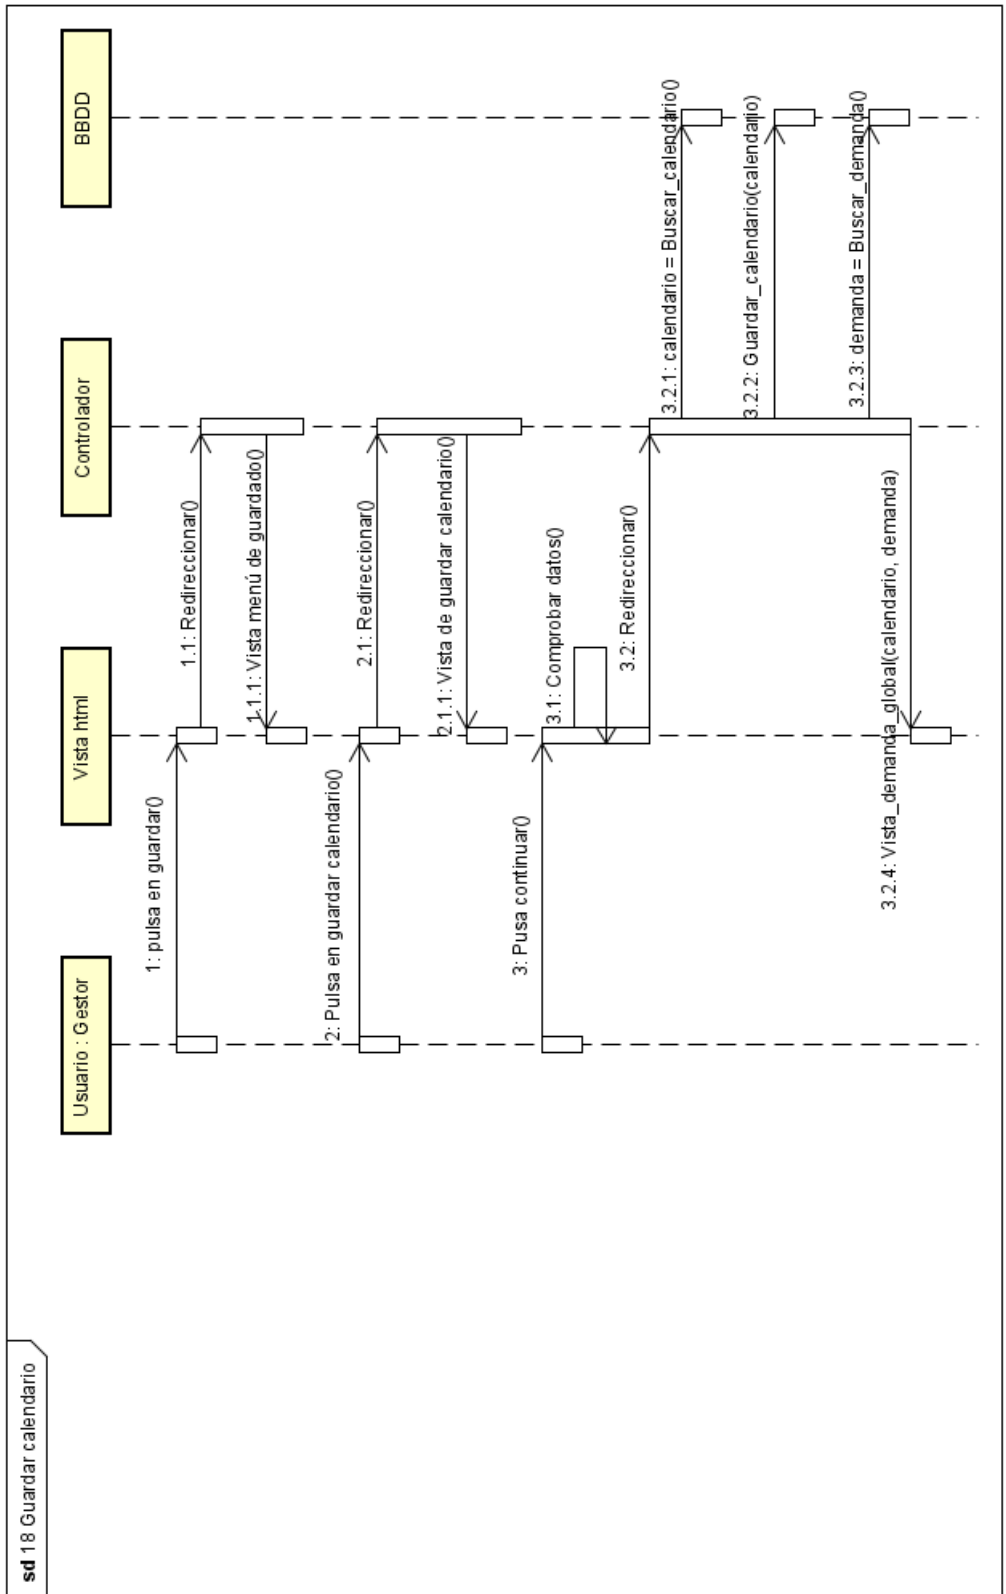 sd 18 Guardar calendario
Usuario : Gestor
Vista html
Controlador
BBDD
1: pulsa en guardar()
1.1: Redireccionar()
1.1.1: Vista menú de guardado()
2: Pulsa en guardar calendario()
2.1: Redireccionar()
2.1.1: Vista de guardar calendario()
3: Pusa continuar()
3.1: Comprobar datos()
3.2: Redireccionar()
3.2.1: calendario = Buscar_calendario()
3.2.2: Guardar_calendario(calendario)
3.2.3: demanda = Buscar_demanda()
3.2.4: Vista_demanda_global(calendario, demanda)